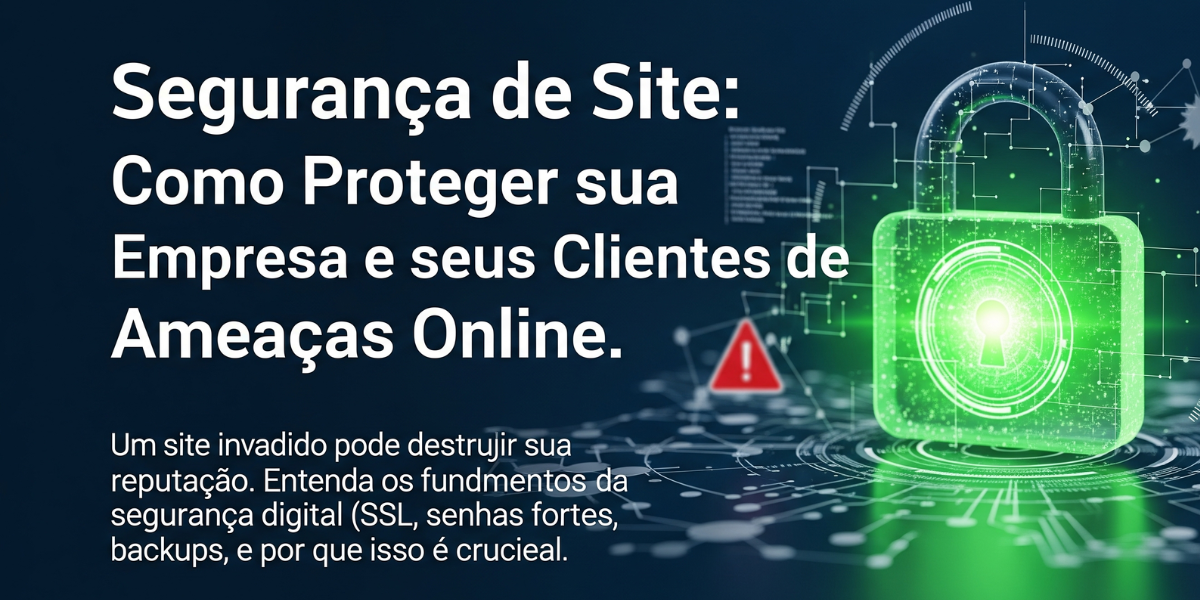 Segurança de Site:
Como Proteger sua
Empresa e seus Clientes de
Ameaças Online.
Um site invadido pode destrujir sua
reputação. Entenda os fundmentos da
segurança digital (SSL, senhas fortes,
backups, e por que isso é crucieal.